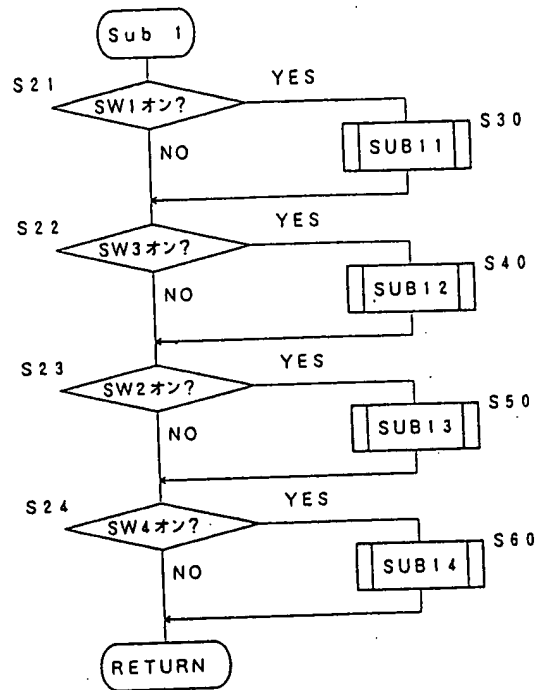 Sub 1
S21
SW1オン?
YES
S30
SUB11
NO
S22
SW3オン?
YES
S40
SUB12
NO
S23
SW2オン?
YES
S50
SUB13
NO
S24
SW4オン?
YES
S60
SUB14
NO
RETURN